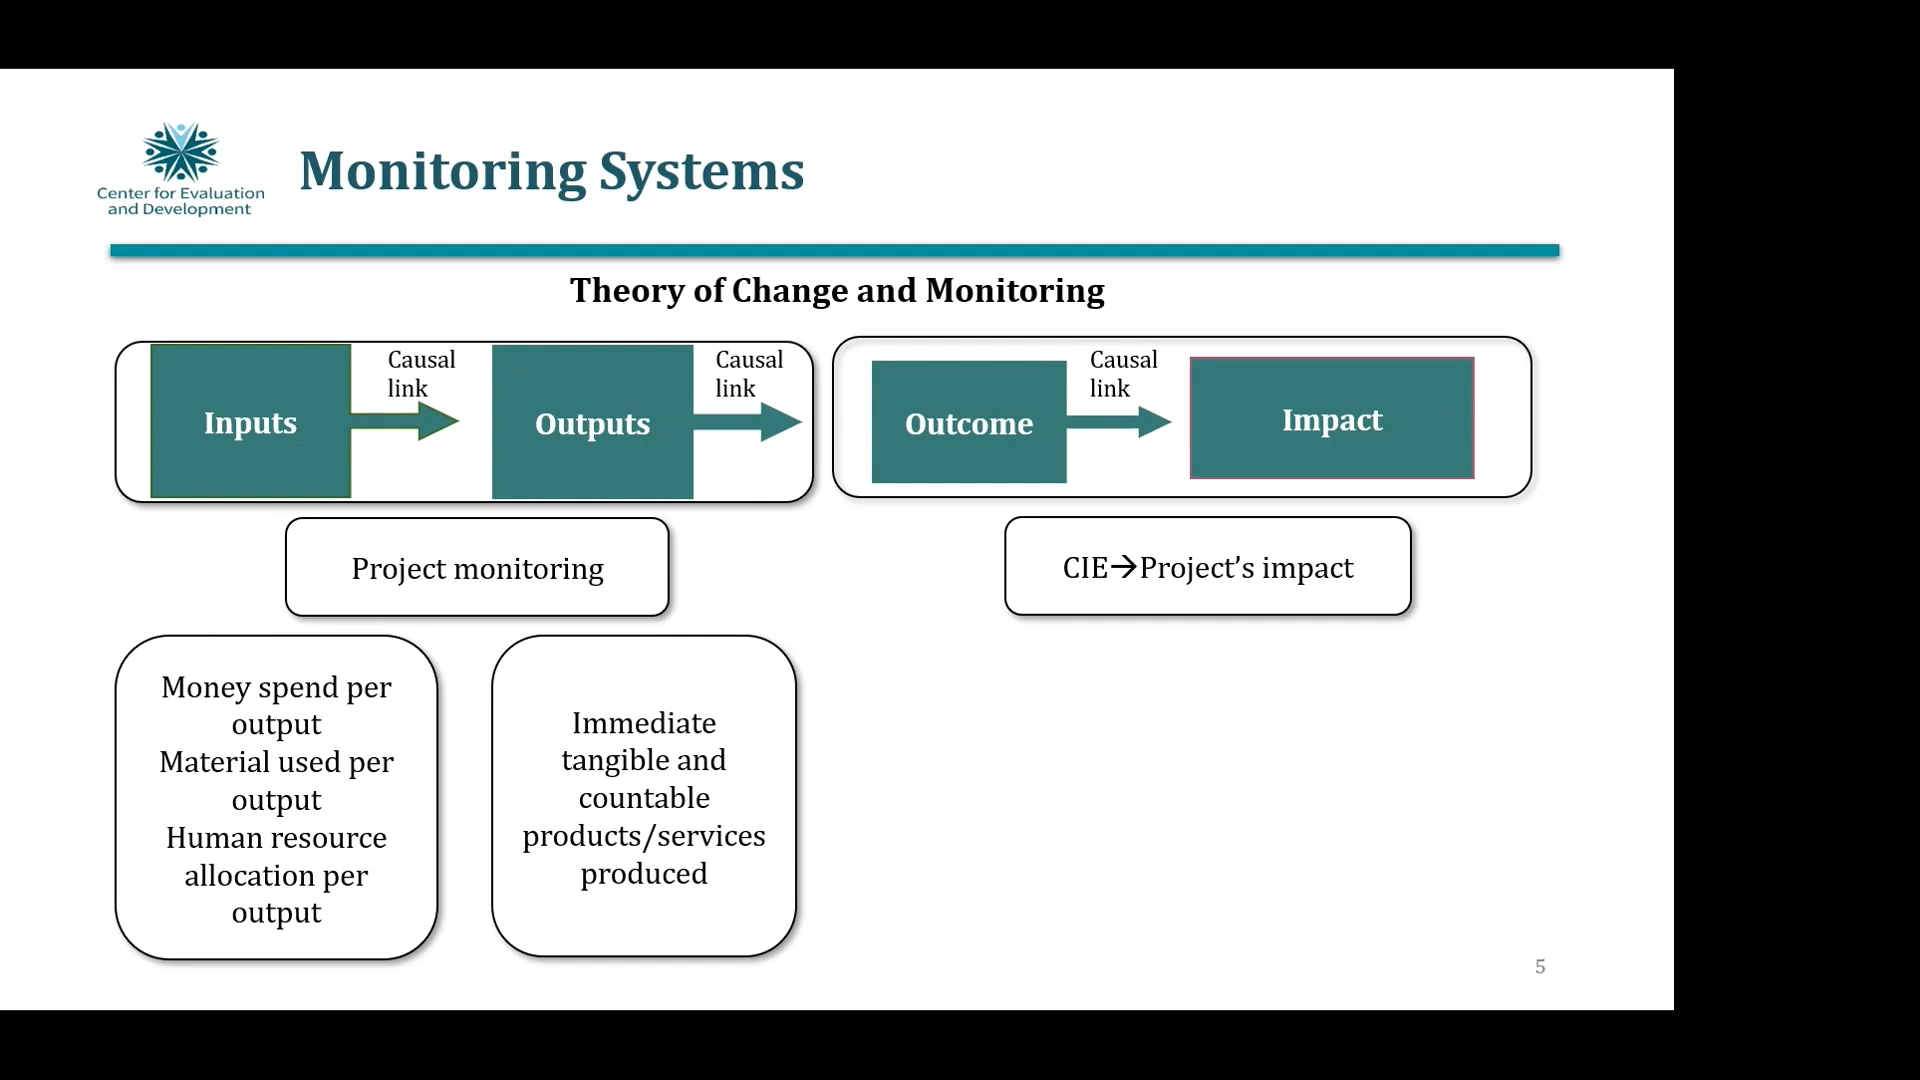 Center for Evaluation
and Development
Monitoring Systems
Theory of Change and Monitoring
Inputs
Causal
link
Outputs
Causal
link
Outcome
Causal
link
Impact
Project monitoring
CIE→Project’s impact
Money spend per
output
Material used per
output
Human resource
allocation per
output
Immediate
tangible and
countable
products/services
produced
5